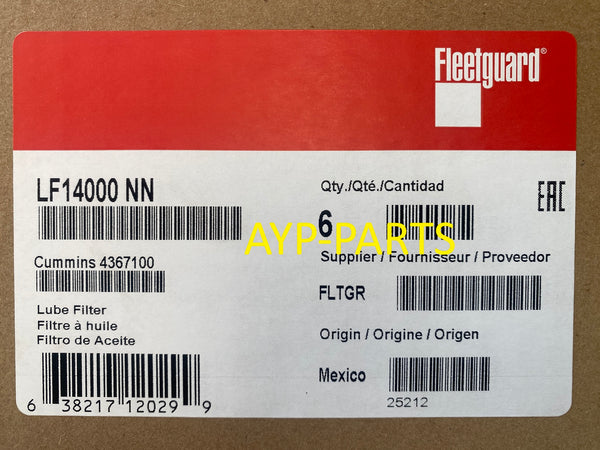 Fleetguard®
LF14000 NN
Qty./Qté./Cantidad
6
EAC
AYP-PARTS
Cummins 4367100
Supplier / Fournisseur / Proveedor
FLTGR
Lube Filter
Filtre à huile
Filtro de Aceite
Origin / Origine / Origen
Mexico
25212
6 38217 12029 9